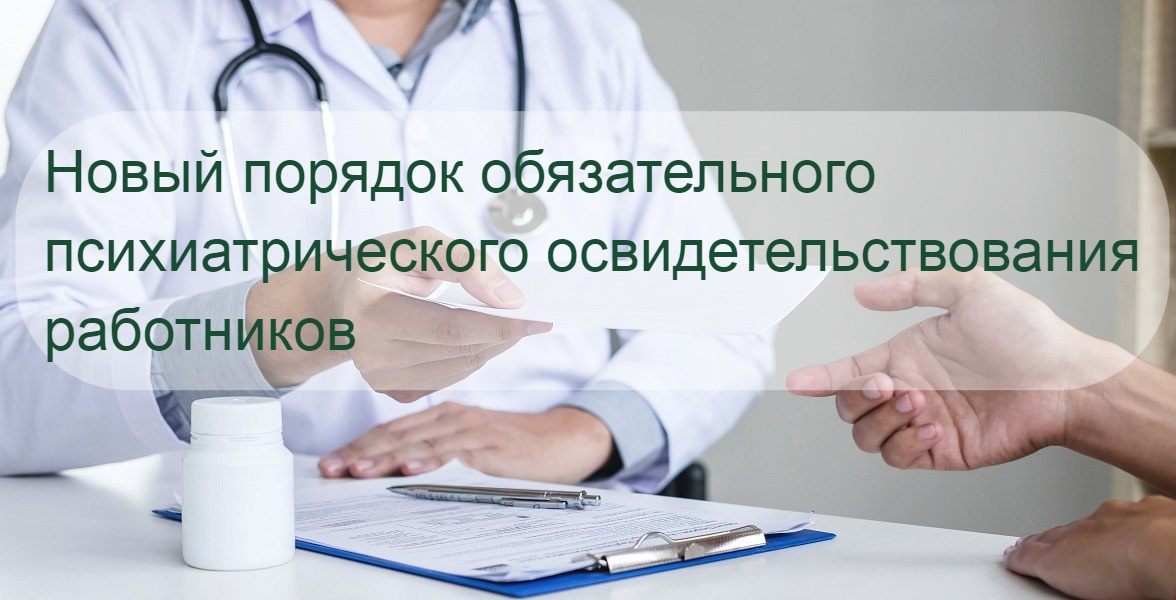 Новый порядок обязательного
психиатрического освидетельствования
работников